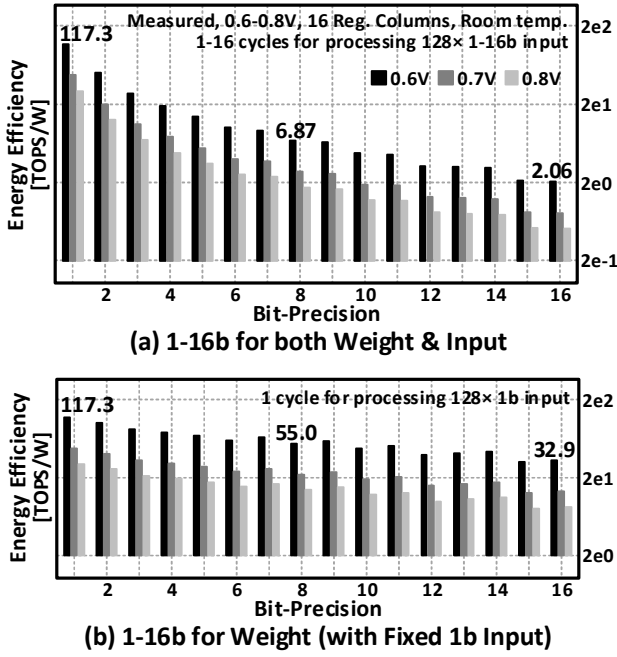 Measured, 0.6-0.8V, 16 Reg. Columns, Room temp.
1-16 cycles for processing 128× 1-16b input
117.3
0.6V 0.7V 0.8V
6.87
2.06
2e2
2e1
2e0
2e-1
Energy Efficiency
[TOPS/W]
2 4 6 8 10 12 14 16
Bit-Precision
(a) 1-16b for both Weight & Input
1 cycle for processing 128× 1b input
117.3
55.0
32.9
2e2
2e1
2e0
Energy Efficiency
[TOPS/W]
2 4 6 8 10 12 14 16
Bit-Precision
(b) 1-16b for Weight (with Fixed 1b Input)